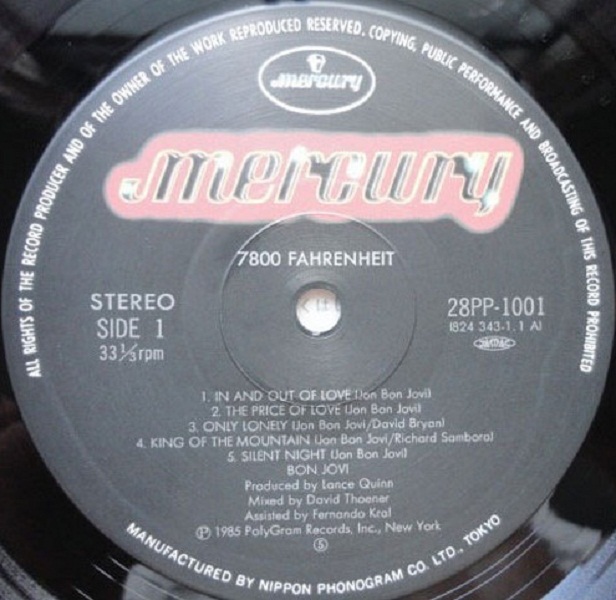 ALL RIGHTS OF THE RECORD PRODUCER AND OF THE OWNER OF THE WORK REPRODUCED RESERVED. COPYING, PUBLIC PERFORMANCE AND BROADCASTING OF THIS RECORD PROHIBITED
mercury
mercury
7800 FAHRENHEIT
STEREO
SIDE 1
33⅓rpm
28PP-1001
(824 343-1.1 A)
1. IN AND OUT OF LOVE (Jon Bon Jovi)
2. THE PRICE OF LOVE (Jon Bon Jovi)
3. ONLY LONELY (Jon Bon Jovi/David Bryan)
4. KING OF THE MOUNTAIN (Jon Bon Jovi/Richard Sambora)
5. SILENT NIGHT (Jon Bon Jovi)
BON JOVI
Produced by Lance Quinn
Mixed by David Thoener
Assisted by Fernando Kral
Ⓟ 1985 PolyGram Records, Inc., New York
Ⓢ
MANUFACTURED BY NIPPON PHONOGRAM CO. LTD., TOKYO